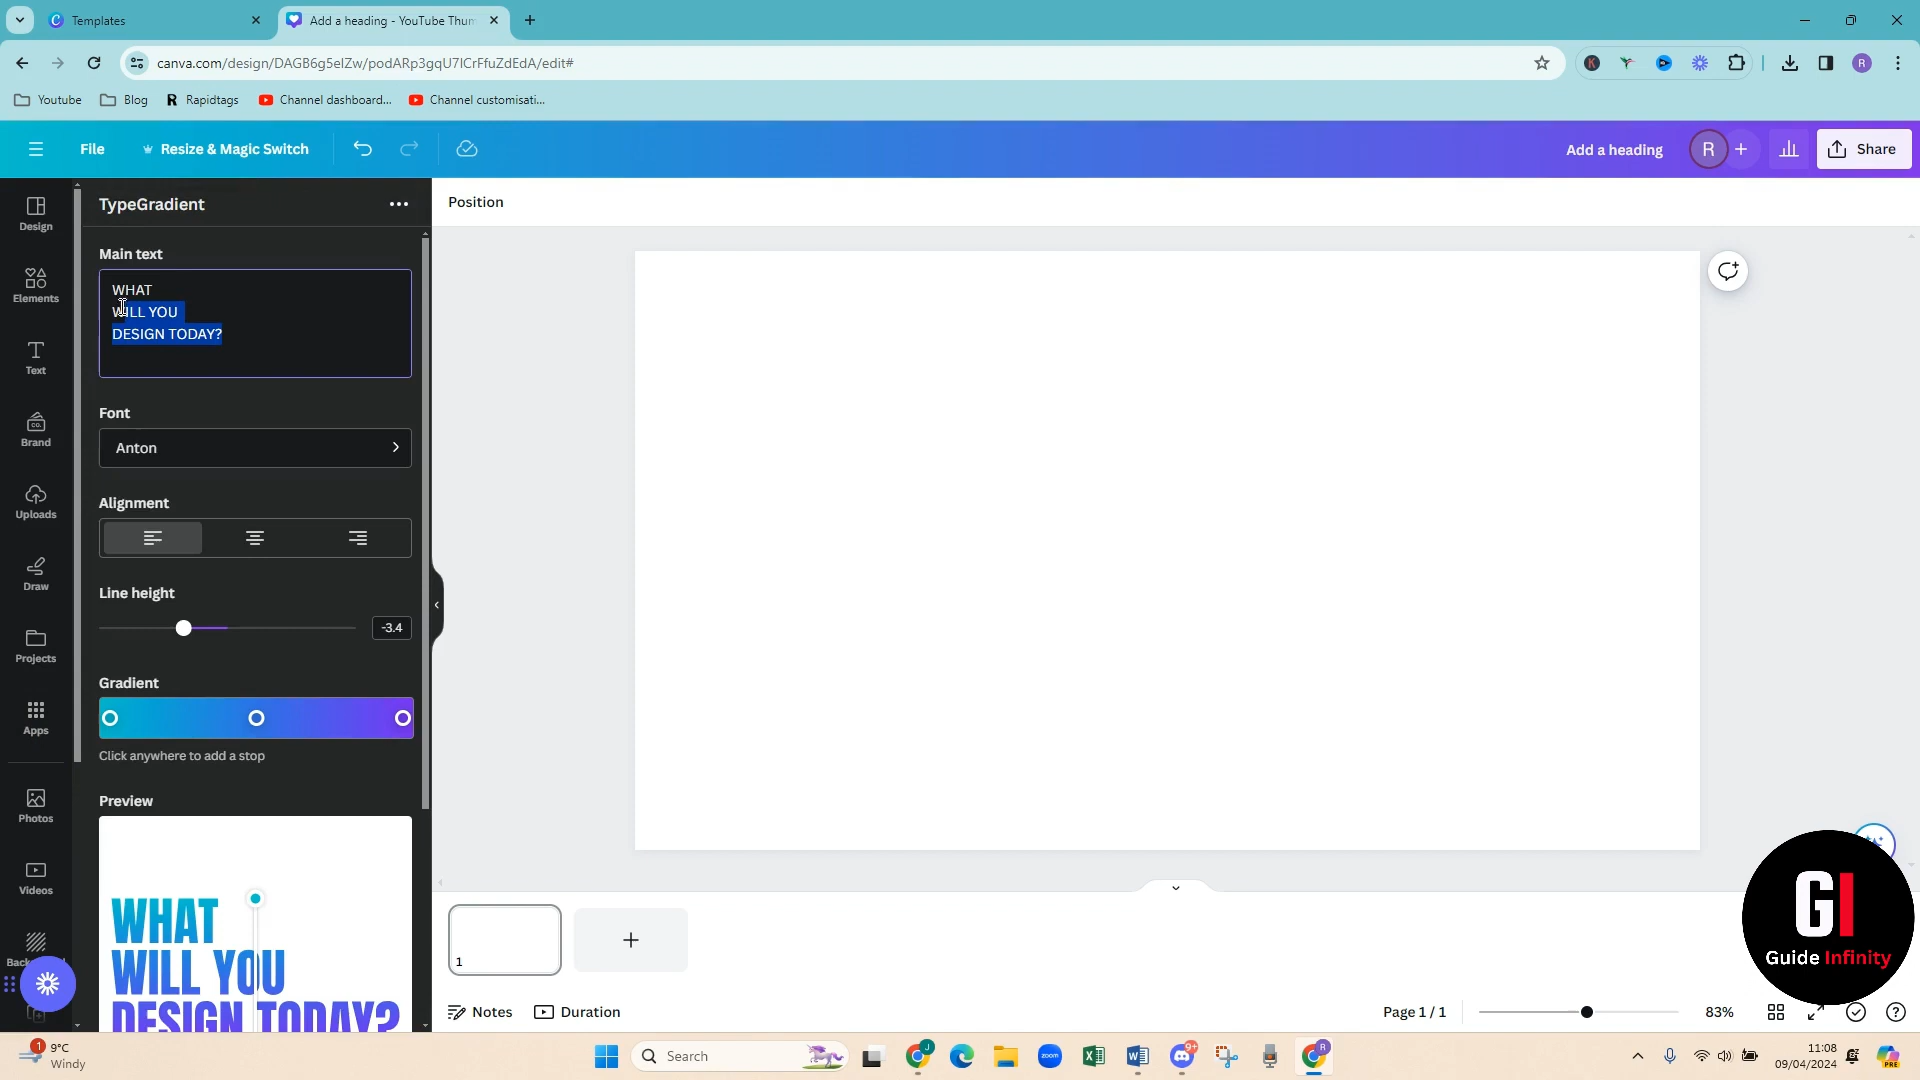 Templates
Add a heading - YouTube Thum
canva.com/design/DAGB6g5eIZw/podARp3gqU7ICrFfuZdEdA/edit#
Youtube
Blog
Rapidtags
Channel dashboard...
Channel customisati...
File
Resize & Magic Switch
Add a heading
R
Share
Design
Elements
Text
Brand
Uploads
Draw
Projects
Apps
Photos
Videos
TypeGradient
Main text
WHAT
WILL YOU
DESIGN TODAY?
Font
Anton
Alignment
Line height
-3.4
Gradient
Click anywhere to add a stop
Preview
WHAT
WILL YOU
DESIGN TODAY?
Position
1
Notes
Duration
Page 1 / 1
83%
GI
Guide Infinity
9°C
Windy
Search
11:08
09/04/2024